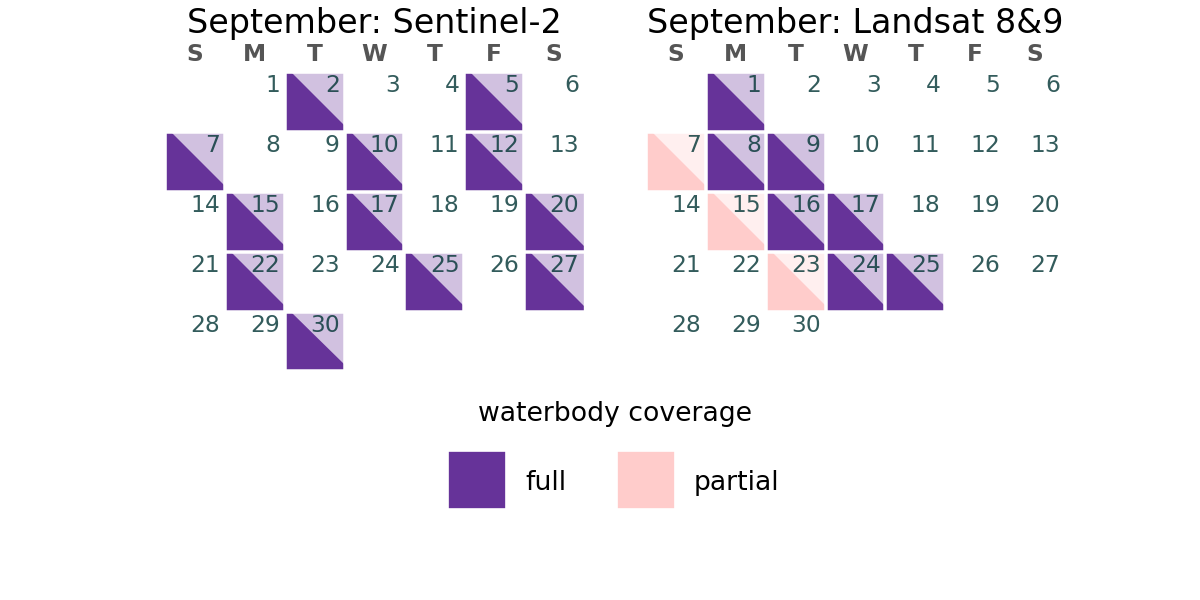 September: Sentinel-2
S M T W T F S
1 2 3 4 5 6
7 8 9 10 11 12 13
14 15 16 17 18 19 20
21 22 23 24 25 26 27
28 29 30
September: Landsat 8&9
S M T W T F S
1 2 3 4 5 6
7 8 9 10 11 12 13
14 15 16 17 18 19 20
21 22 23 24 25 26 27
28 29 30
waterbody coverage
full partial